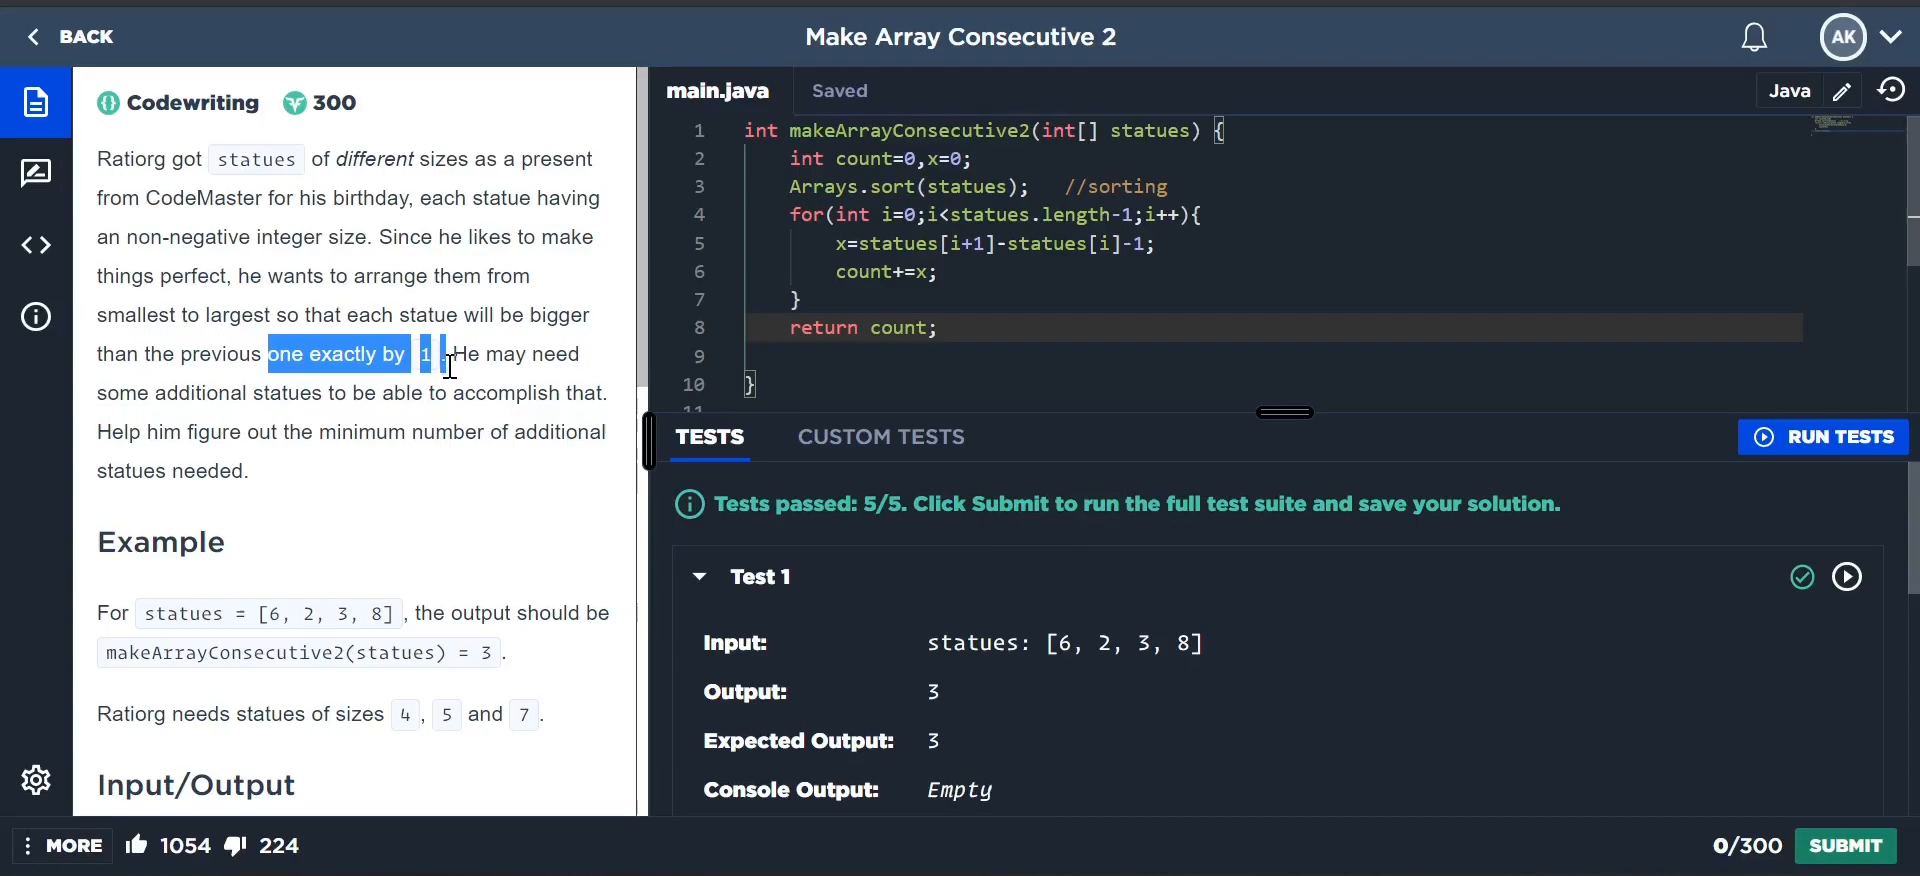 BACK
Make Array Consecutive 2
AK
Codewriting 300
Ratiorg got statues of different sizes as a present
from CodeMaster for his birthday, each statue having
an non-negative integer size. Since he likes to make
things perfect, he wants to arrange them from
smallest to largest so that each statue will be bigger
than the previous one exactly by 1 . He may need
some additional statues to be able to accomplish that.
Help him figure out the minimum number of additional
statues needed.
Example
For statues = [6, 2, 3, 8] , the output should be
makeArrayConsecutive2(statues) = 3 .
Ratiorg needs statues of sizes 4 , 5 and 7 .
Input/Output
MORE 1054 224
main.java Saved Java
1 int makeArrayConsecutive2(int[] statues) {
2 int count=0,x=0;
3 Arrays.sort(statues); //sorting
4 for(int i=0;i<statues.length-1;i++){
5 x=statues[i+1]-statues[i]-1;
6 count+=x;
7 }
8 return count;
9
10 }
11
TESTS CUSTOM TESTS RUN TESTS
Tests passed: 5/5. Click Submit to run the full test suite and save your solution.
Test 1
Input: statues: [6, 2, 3, 8]
Output: 3
Expected Output: 3
Console Output: Empty
0/300 SUBMIT